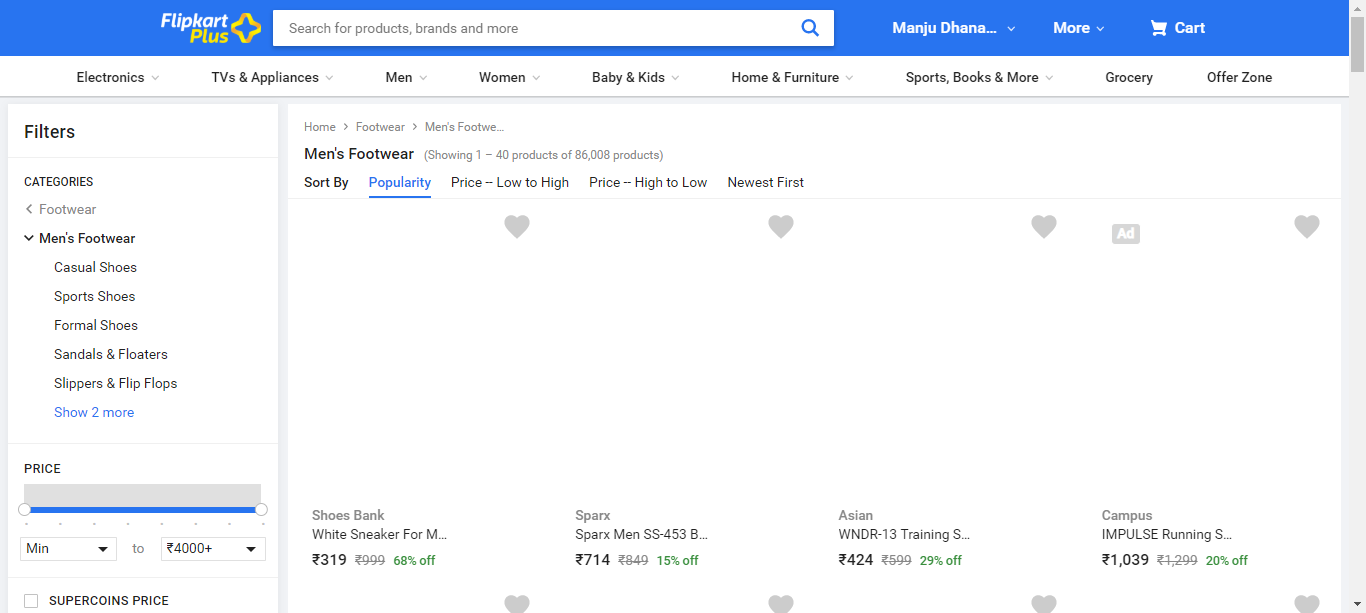 Flipkart
Plus
Search for products, brands and more
Manju Dhana...
More
Cart
Electronics
TVs & Appliances
Men
Women
Baby & Kids
Home & Furniture
Sports, Books & More
Grocery
Offer Zone
Filters
CATEGORIES
Footwear
Men's Footwear
Casual Shoes
Sports Shoes
Formal Shoes
Sandals & Floaters
Slippers & Flip Flops
Show 2 more
PRICE
Min to ₹4000+
SUPERCOINS PRICE
Home > Footwear > Men's Footwe...
Men's Footwear (Showing 1 – 40 products of 86,008 products)
Sort By Popularity Price -- Low to High Price -- High to Low Newest First
Shoes Bank
White Sneaker For M...
₹319 ₹999 68% off
Sparx
Sparx Men SS-453 B...
₹714 ₹849 15% off
Asian
WNDR-13 Training S...
₹424 ₹599 29% off
Ad
Campus
IMPULSE Running S...
₹1,039 ₹1,299 20% off